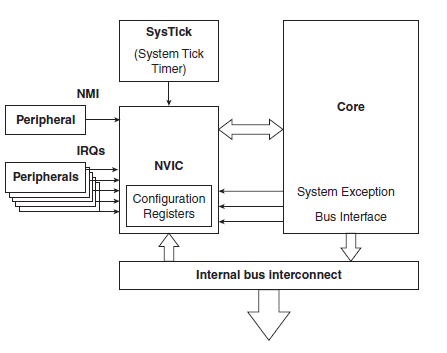 SysTick
(System Tick
Timer)
NMI
Peripheral
Core
IRQs
Peripherals
NVIC
Configuration
Registers
System Exception
Bus Interface
Internal bus interconnect